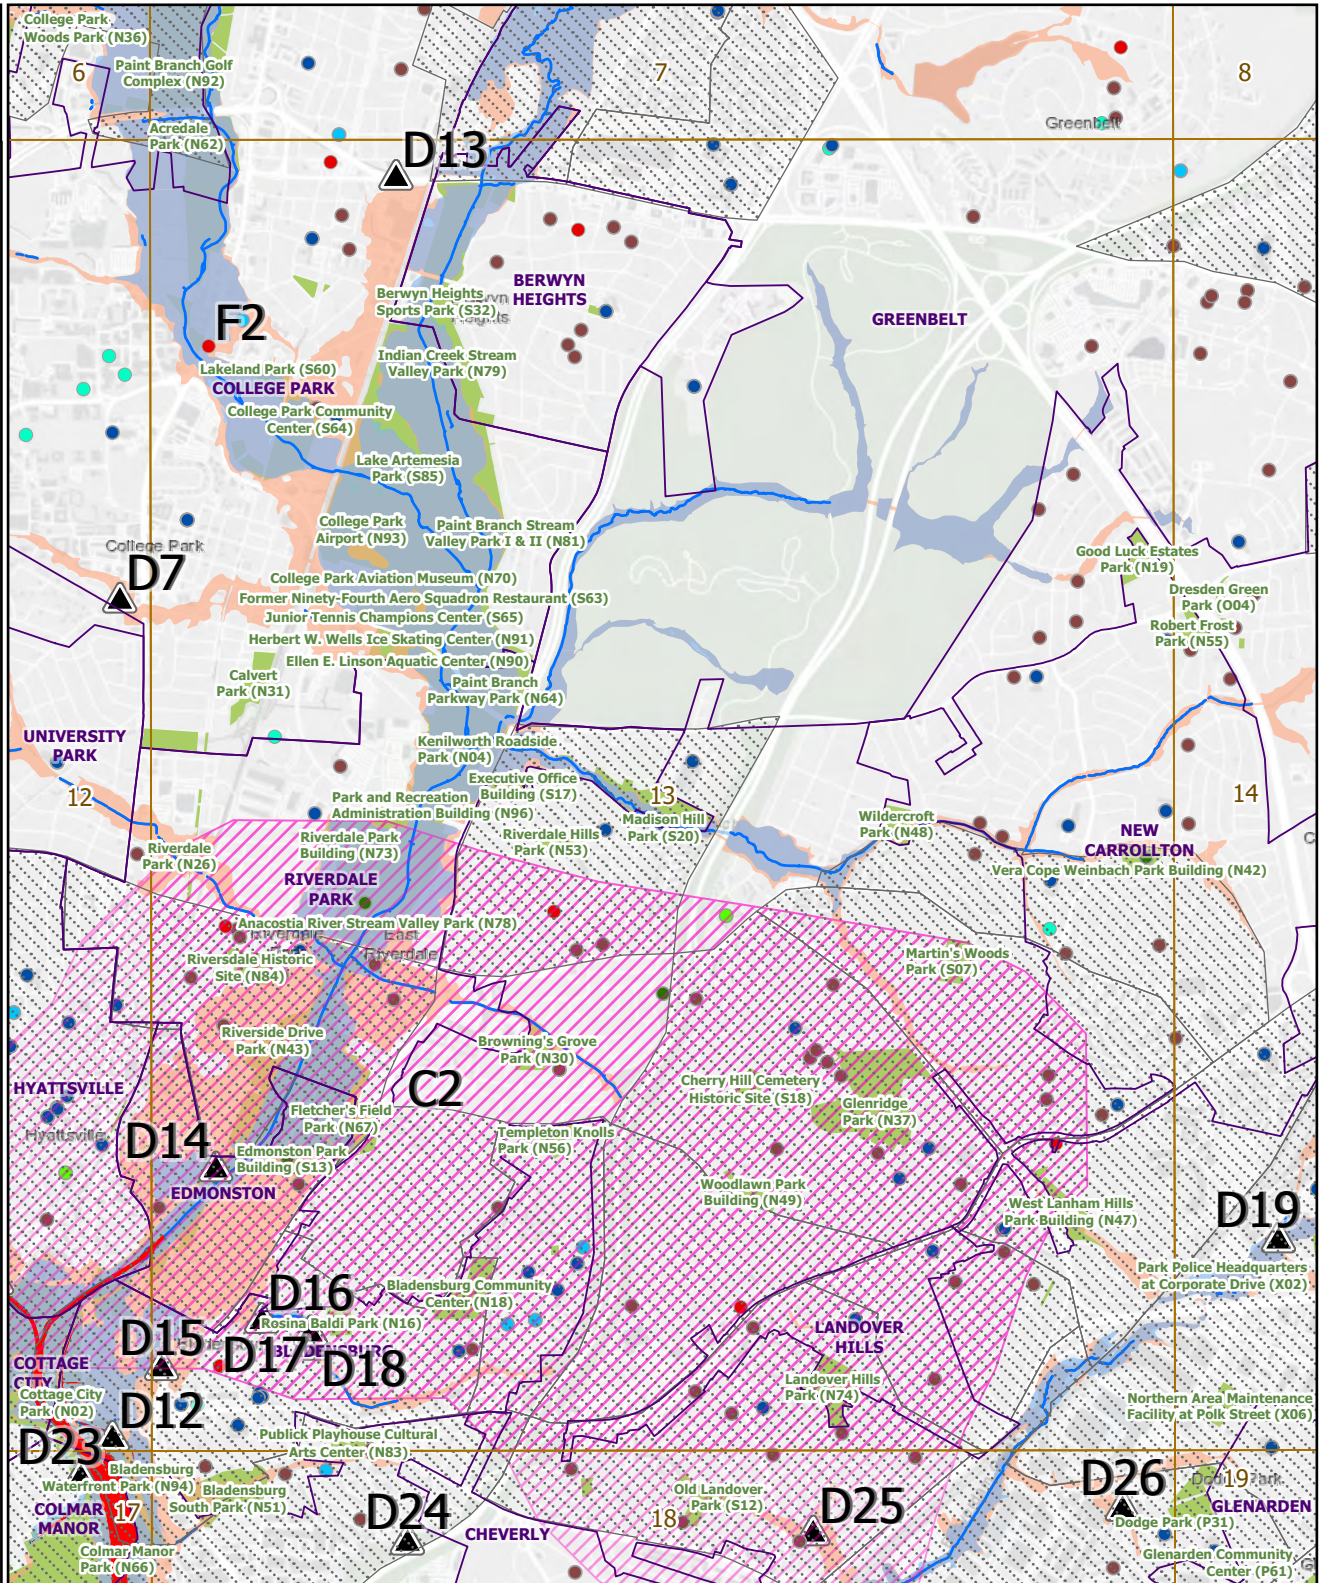 College Park
Woods Park (N36)
6
Paint Branch Golf
Complex (N92)
7
8
Acredale
Park (N62)
Greenbelt
D13
BERWYN
HEIGHTS
Berwyn Heights
Sports Park (S32)
GREENBELT
F2
Indian Creek Stream
Valley Park (N79)
Lakeland Park (S60)
COLLEGE PARK
College Park Community
Center (S64)
Lake Artemesia
Park (S85)
College Park
Airport (N93)
Paint Branch Stream
Valley Park I & II (N81)
College Park
D7
Good Luck Estates
Park (N19)
College Park Aviation Museum (N70)
Former Ninety-Fourth Aero Squadron Restaurant (S63)
Dresden Green
Park (O04)
Junior Tennis Champions Center (S65)
Robert Frost
Park (N55)
Herbert W. Wells Ice Skating Center (N91)
Ellen E. Linson Aquatic Center (N90)
Calvert
Park (N31)
Paint Branch
Parkway Park (N64)
UNIVERSITY
PARK
Kenilworth Roadside
Park (N04)
Executive Office
Building (S17)
12
13
14
Park and Recreation
Administration Building (N96)
Madison Hill
Park (S20)
Wildercroft
Park (N48)
Riverdale Hills
Park (N53)
Riverdale Park
Building (N73)
Riverdale
Park (N26)
NEW
CARROLLTON
Vera Cope Weinbach Park Building (N42)
RIVERDALE
PARK
Anacostia River Stream Valley Park (N78)
Riverdale
East
Riverdale
Riversdale Historic
Site (N84)
Martin's Woods
Park (S07)
Riverside Drive
Park (N43)
Browning's Grove
Park (N30)
HYATTSVILLE
Hyattsville
C2
Cherry Hill Cemetery
Historic Site (S18)
Glenridge
Park (N37)
Fletcher's Field
Park (N67)
Templeton Knolls
Park (N56)
D14
Edmonston Park
Building (S13)
EDMONSTON
Woodlawn Park
Building (N49)
West Lanham Hills
Park Building (N47)
D19
Park Police Headquarters
at Corporate Drive (X02)
D16
Bladensburg Community
Center (N18)
Rosina Baldi Park (N16)
D15
D17
BLADENSBURG
D18
LANDOVER
HILLS
COTTAGE
CITY
Cottage City
Park (N02)
Landover Hills
Park (N74)
D12
Northern Area Maintenance
Facility at Polk Street (X06)
D23
Publick Playhouse Cultural
Arts Center (N83)
Bladensburg
Waterfront Park (N94)
Bladensburg
South Park (N51)
Old Landover
Park (S12)
D26
19
COLMAR
MANOR
17
D24
CHEVERLY
18
D25
GLENARDEN
Dodge Park (P31)
Colmar Manor
Park (N66)
Glenarden Community
Center (P61)